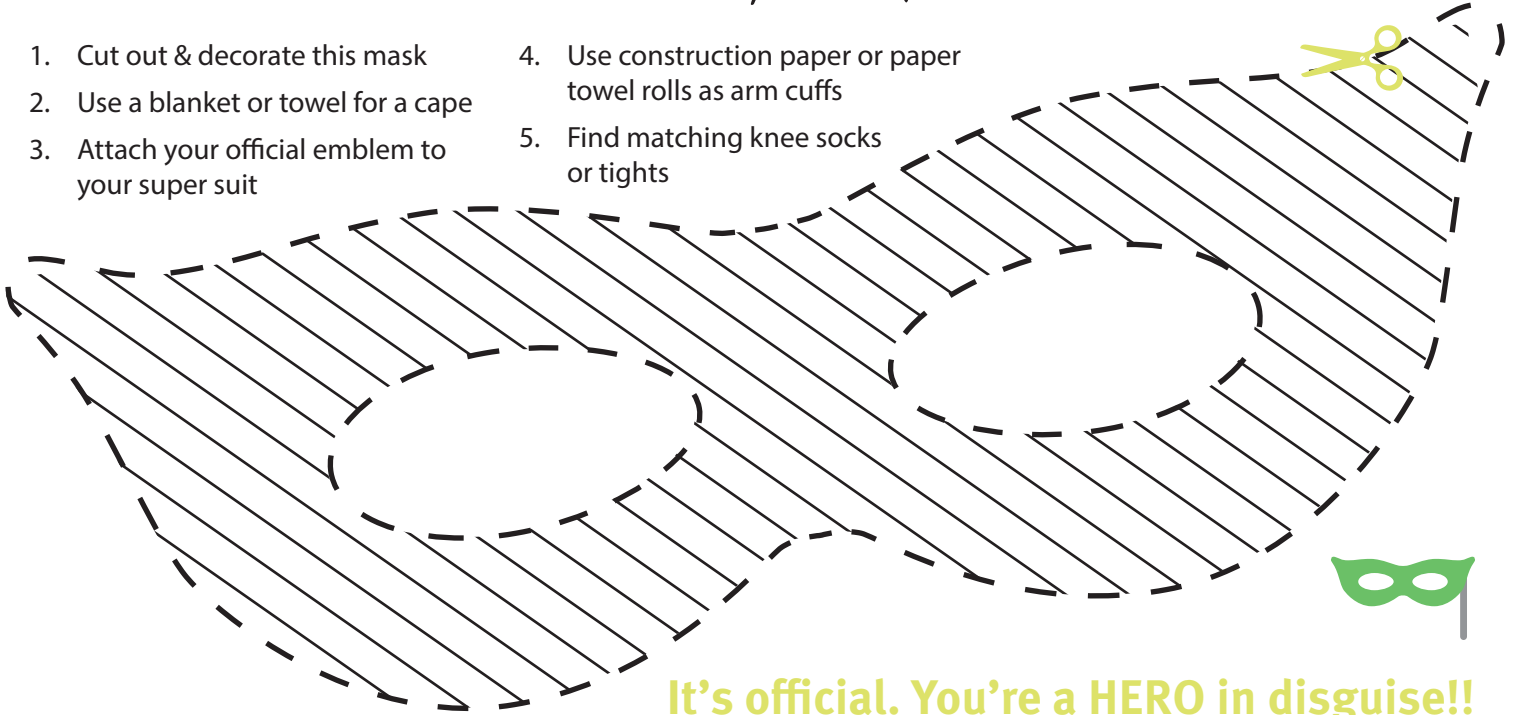 1. Cut out & decorate this mask
2. Use a blanket or towel for a cape
3. Attach your official emblem to
your super suit
4. Use construction paper or paper
towel rolls as arm cuffs
5. Find matching knee socks
or tights
It's official. You're a HERO in disguise!!